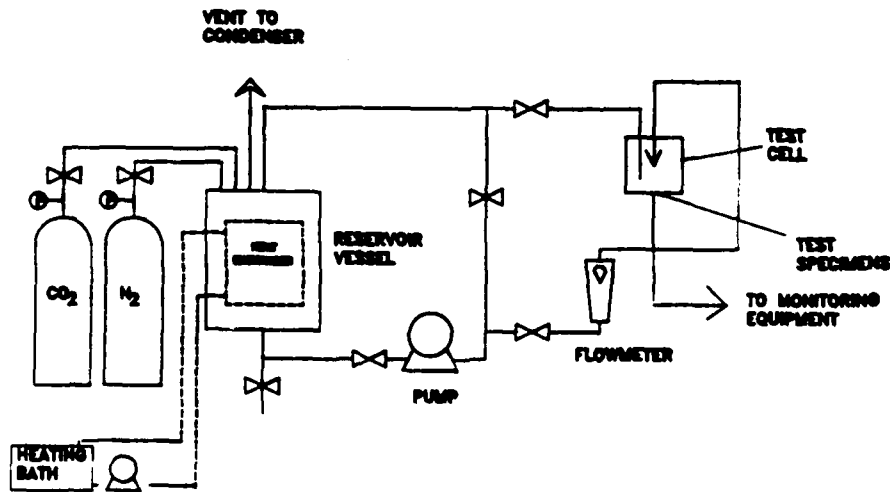 VENT TO
CONDENSER
P
P
CO2
N2
RESERVOIR
VESSEL
TEST
CELL
TEST
SPECIMENS
TO MONITORING
EQUIPMENT
FLOWMETER
PUMP
HEATING
BATH